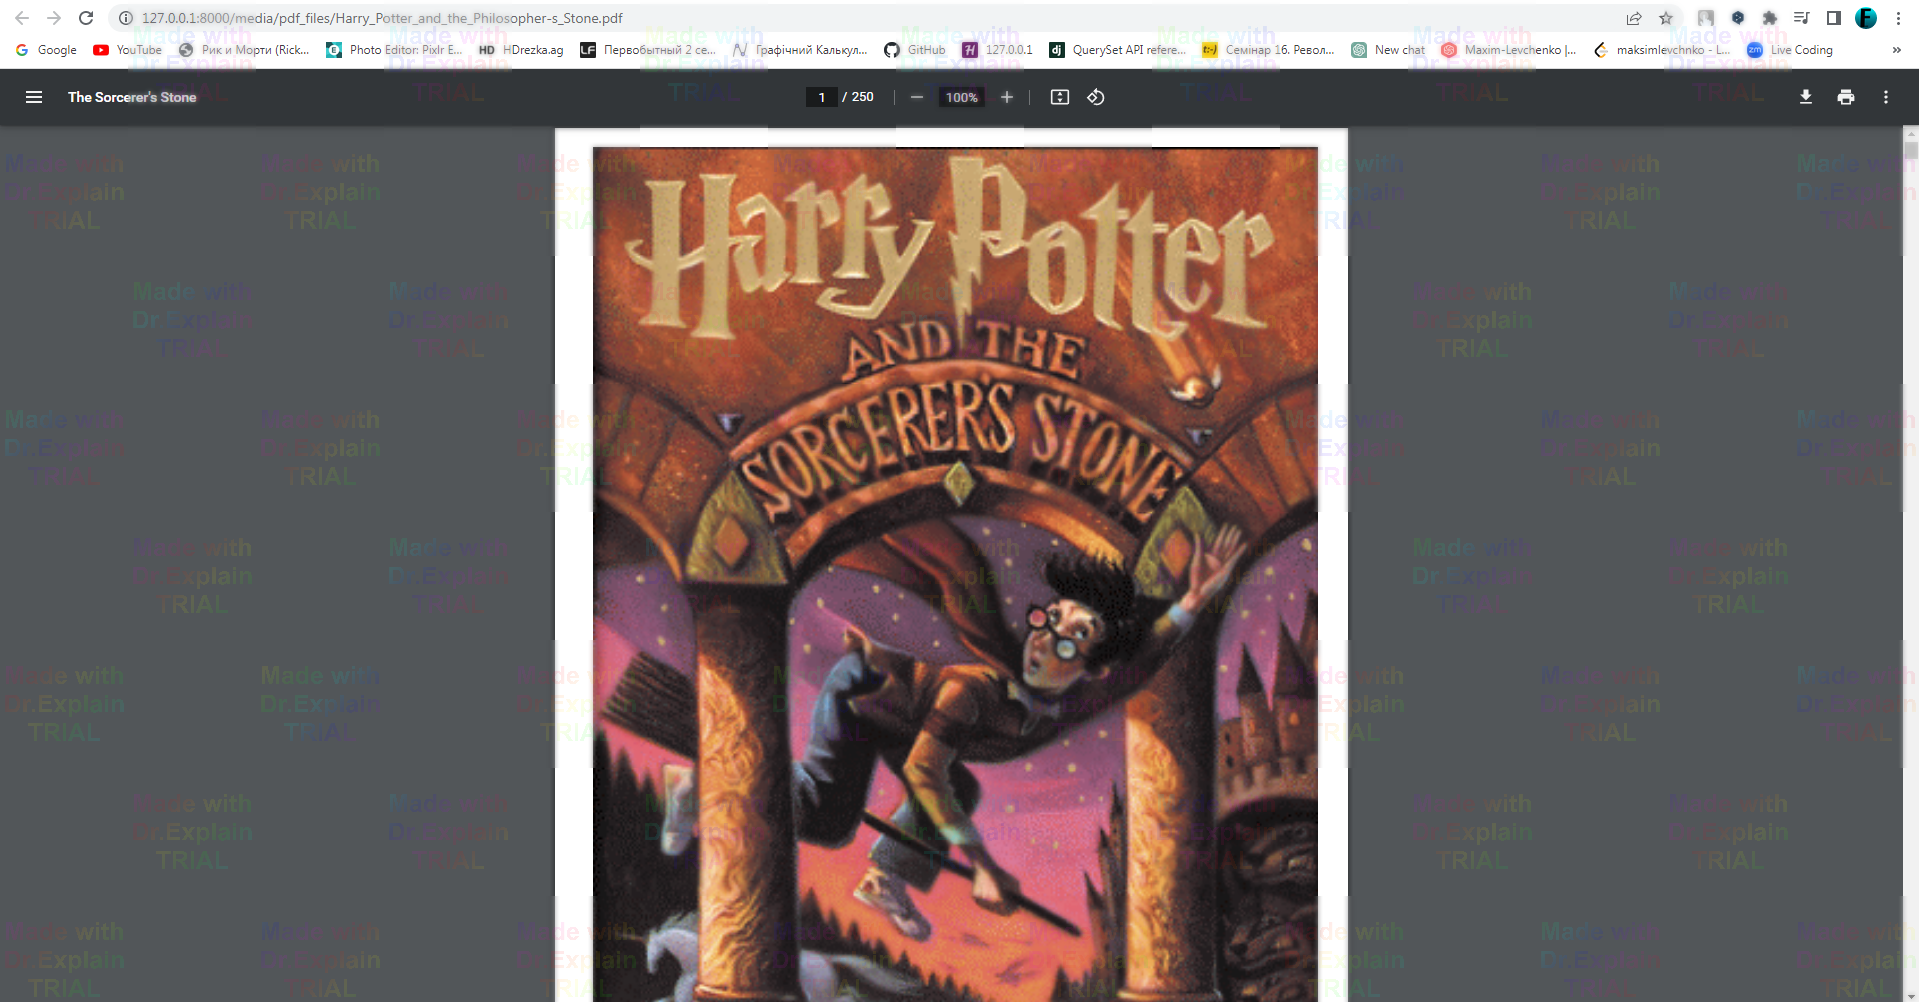 127.0.0.1:8000/media/pdf_files/Harry_Potter_and_the_Philosopher-s_Stone.pdf
Google YouTube Рик и Морти (Rick... Photo Editor: Pixlr E... HDrezka.ag Первобытный 2 се... Графічний Калькул... GitHub 127.0.0.1 QuerySet API refere... Семінар 16. Револ... New chat Maxim-Levchenko |... maksimlevchnko - L... Live Coding »
The Sorcerer's Stone 1 / 250 100%
Harry Potter
AND THE
SORCERER'S STONE
Made with
Dr.Explain
TRIAL